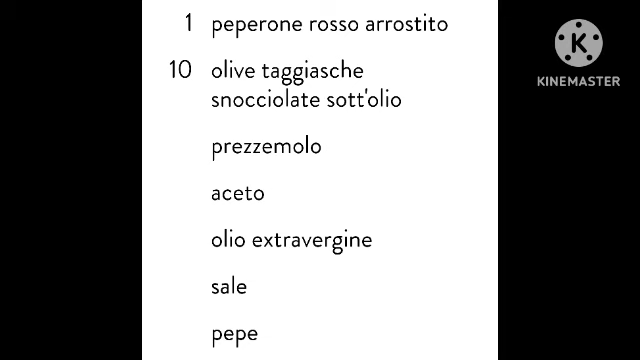 1 peperone rosso arrostito
10 olive taggiasche
snocciolate sott'olio
prezzemolo
aceto
olio extravergine
sale
pepe
K
KINEMASTER